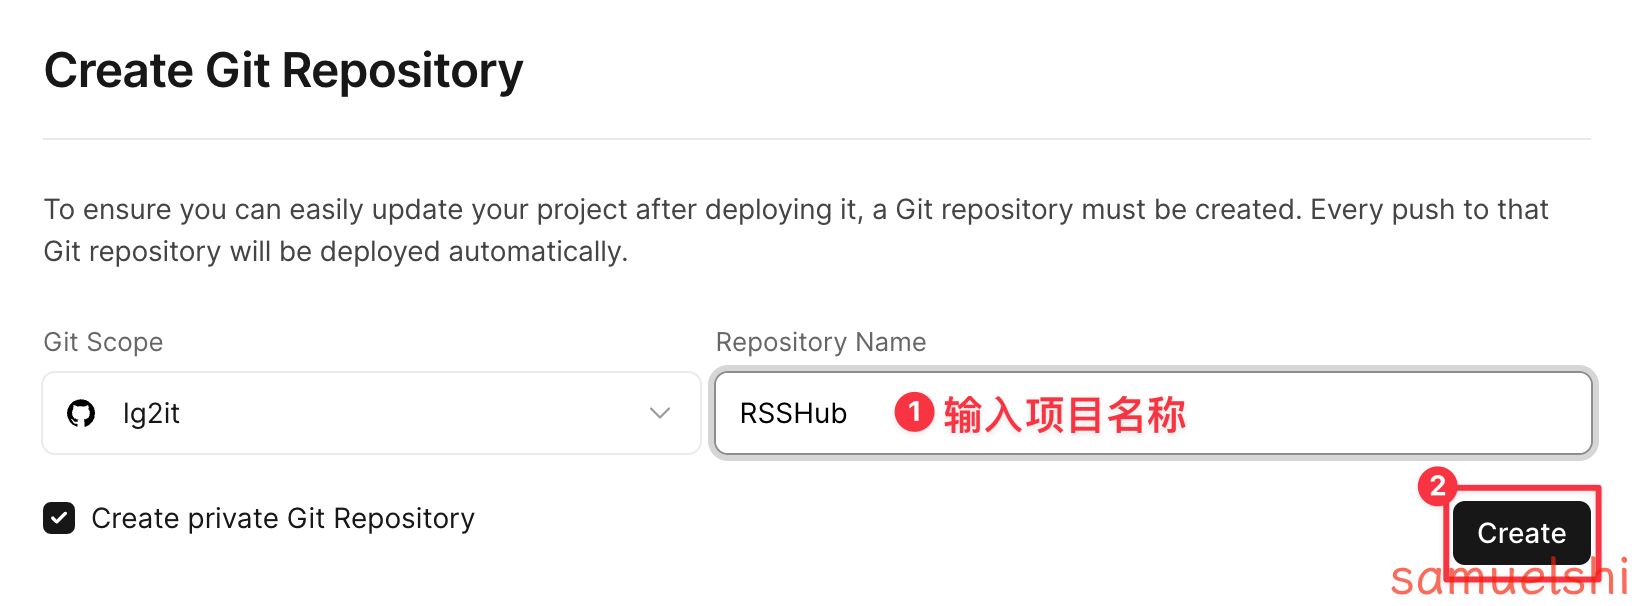 Create Git Repository
To ensure you can easily update your project after deploying it, a Git repository must be created. Every push to that
Git repository will be deployed automatically.
Git Scope
Repository Name
lg2it
RSSHub
1 输入项目名称
Create private Git Repository
2
Create
samuelshi